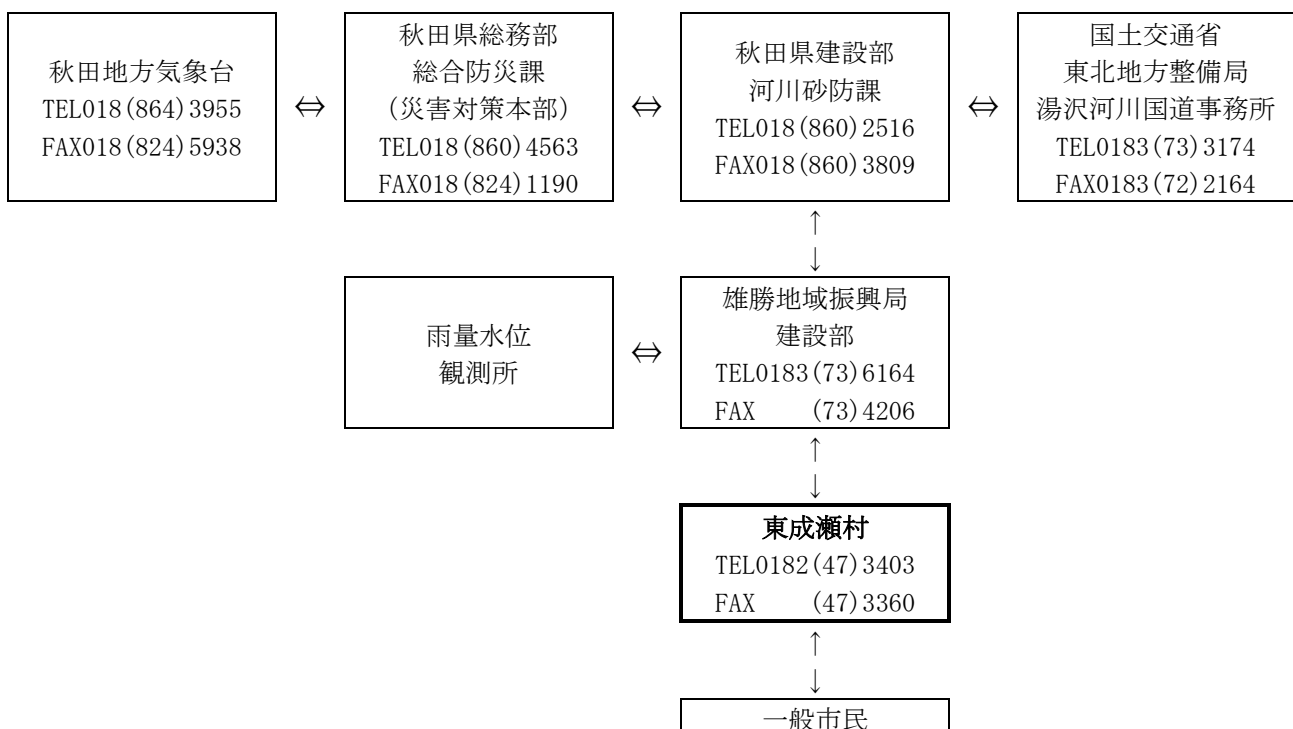 秋田地方気象台
TEL018(864)3955
FAX018(824)5938
⇔
秋田県総務部
総合防災課
(災害対策本部)
TEL018(860)4563
FAX018(824)1190
⇔
秋田県建設部
河川砂防課
TEL018(860)2516
FAX018(860)3809
⇔
国土交通省
東北地方整備局
湯沢河川国道事務所
TEL0183(73)3174
FAX0183(72)2164
↑
↓
雨量水位
観測所
⇔
雄勝地域振興局
建設部
TEL0183(73)6164
FAX (73)4206
↑
↓
東成瀬村
TEL0182(47)3403
FAX (47)3360
↑
↓
一般市民